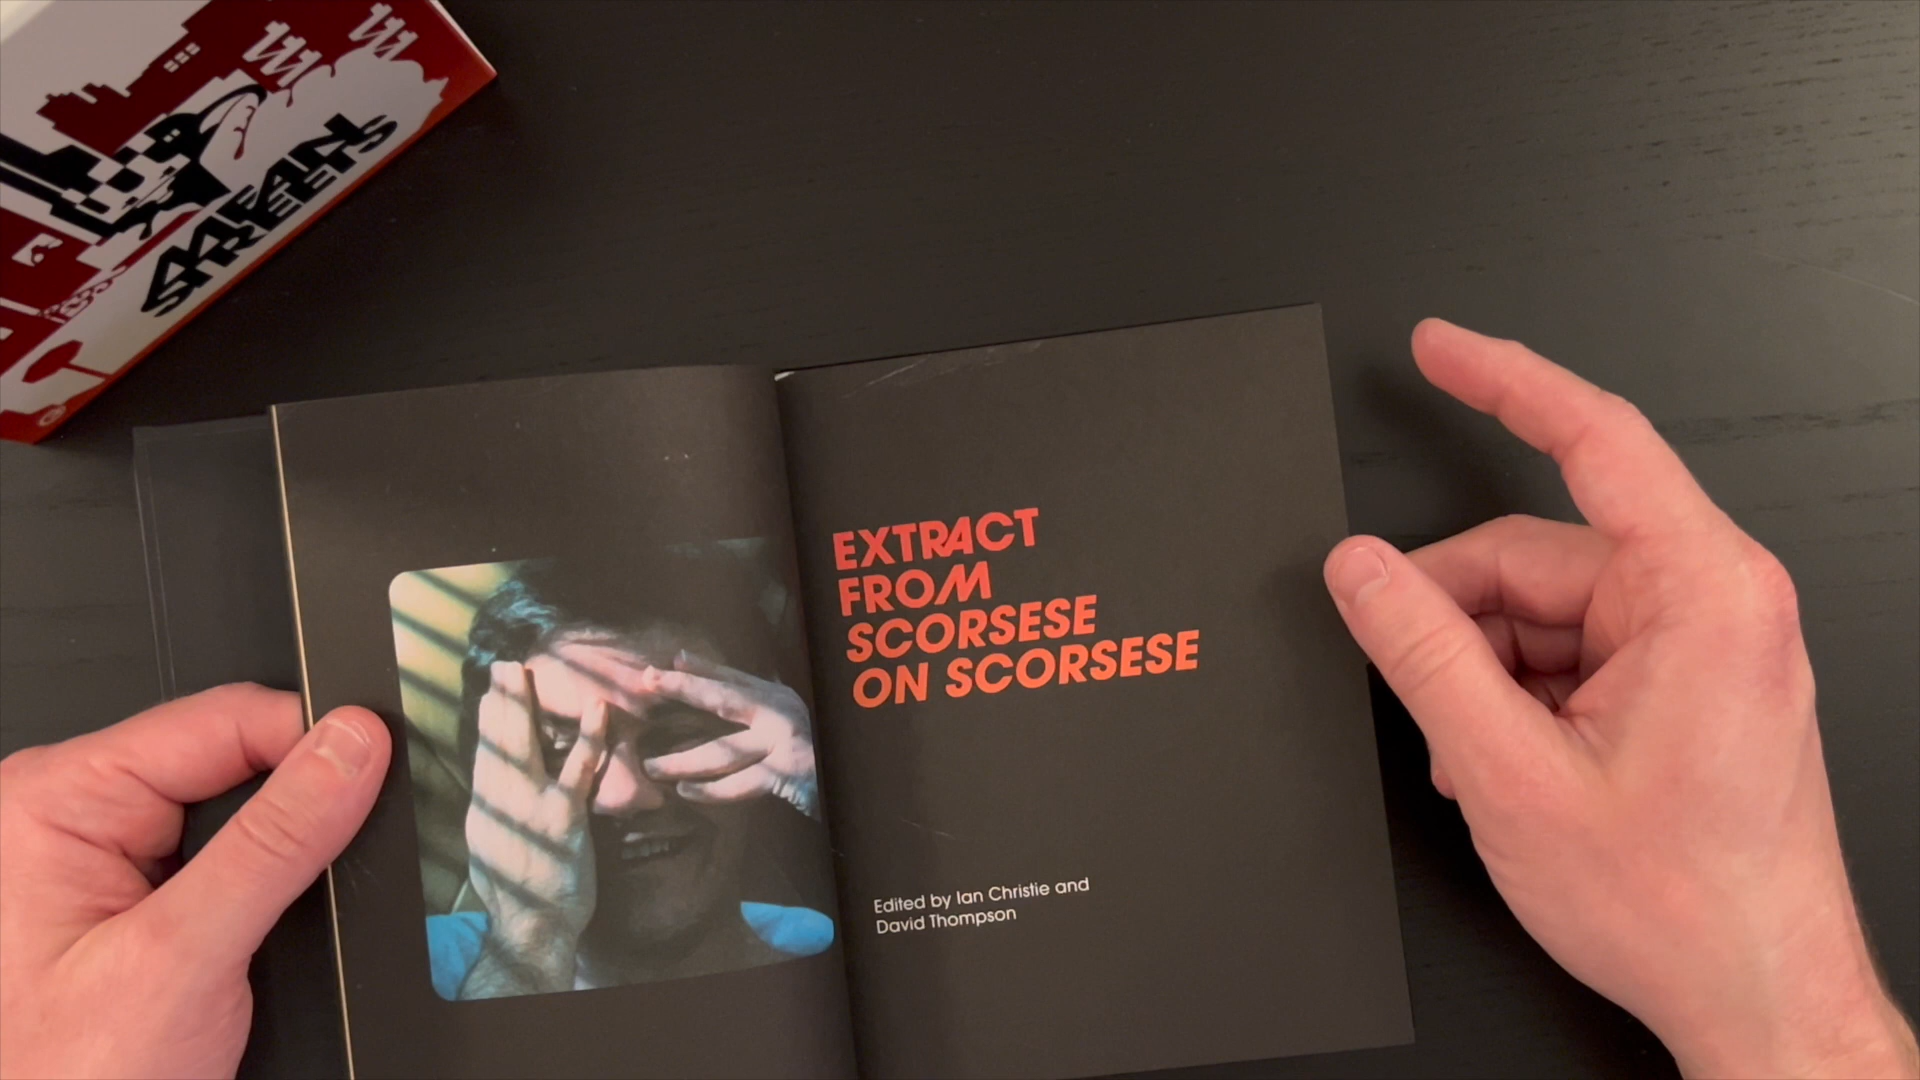 MEAN
STREETS
EXTRACT
FROM
SCORSESE
ON SCORSESE
Edited by Ian Christie and
David Thompson